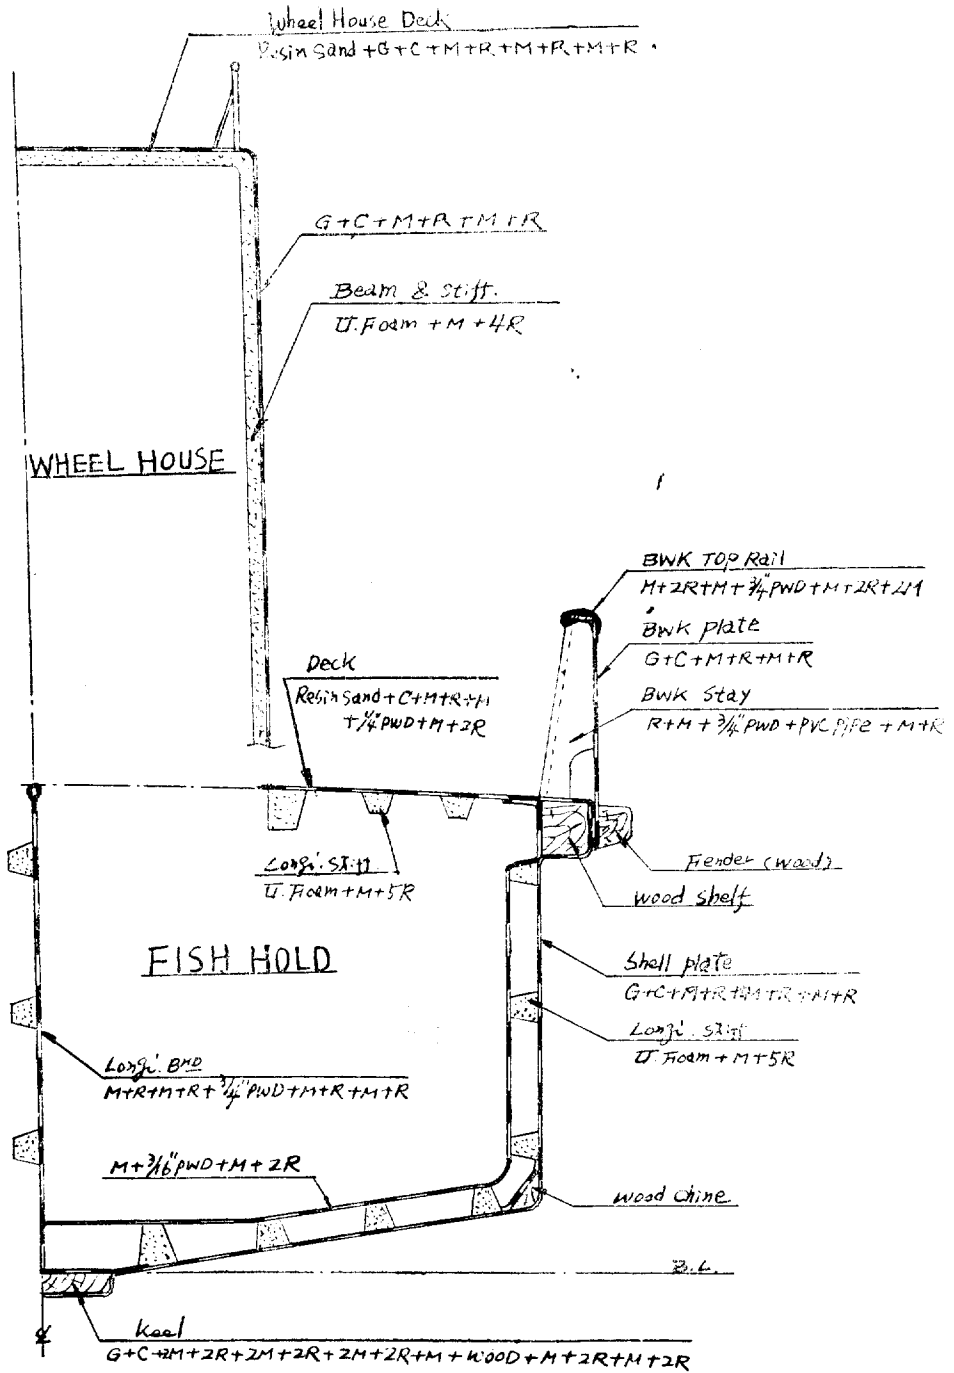 Wheel House Deck
Resin Sand + G + C + M + R + M + R + M + R
G + C + M + R + M + R
Beam & Stiff.
U. Foam + M + 4R
WHEEL HOUSE
BWK TOP Rail
M + 2R + M + 3/4" PWD + M + 2R + 2M
BWK plate
G + C + M + R + M + R
BWK Stay
R + M + 3/4" PWD + PVC PIPE + M + R
Deck
Resin Sand + C + M + R + M
+ 1/4" PWD + M + 2R
Longi. Stiff
U. Foam + M + 5R
Fender (wood)
wood shelf
FISH HOLD
Shell plate
G + C + M + R + M + R + M + R
Longi. Stiff
U. Foam + M + 5R
Longi. BHD
M + R + M + R + 3/4" PWD + M + R + M + R
M + 3/16" PWD + M + 2R
wood chine
B.L.
Keel
℄
G + C + 2M + 2R + 2M + 2R + 2M + 2R + M + WOOD + M + 2R + M + 2R